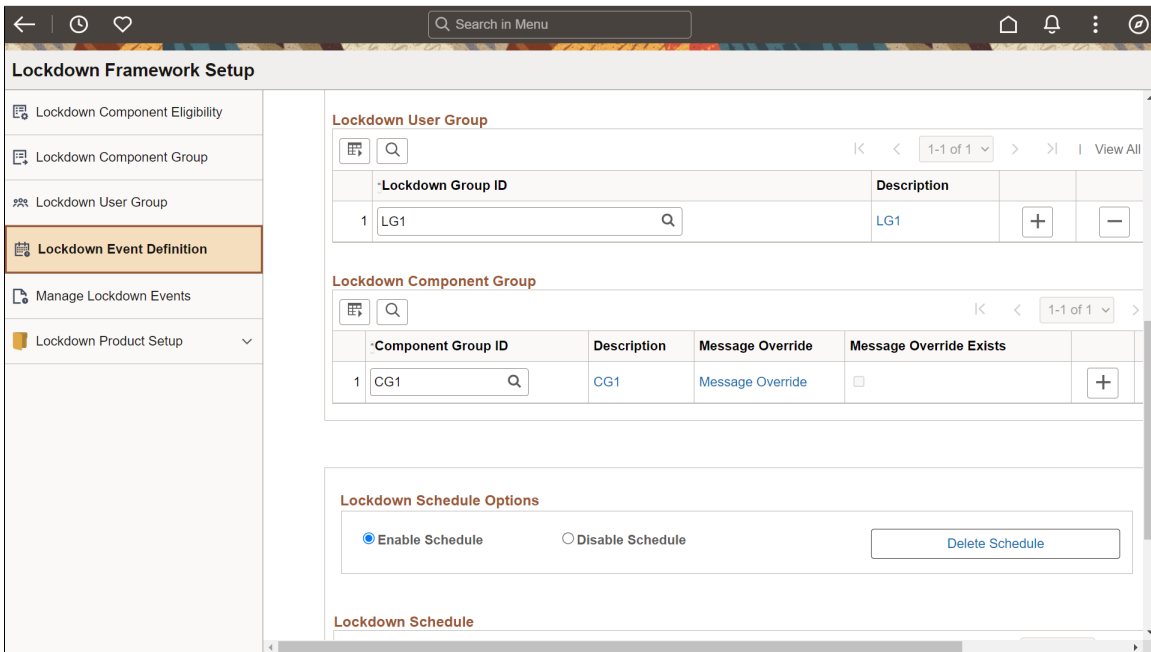 Search in Menu
Lockdown Framework Setup
Lockdown Component Eligibility
Lockdown Component Group
Lockdown User Group
Lockdown Event Definition
Manage Lockdown Events
Lockdown Product Setup
Lockdown User Group
1-1 of 1
View All
*Lockdown Group ID Description
1 LG1 LG1
Lockdown Component Group
1-1 of 1
*Component Group ID Description Message Override Message Override Exists
1 CG1 CG1 Message Override
Lockdown Schedule Options
Enable Schedule Disable Schedule Delete Schedule
Lockdown Schedule